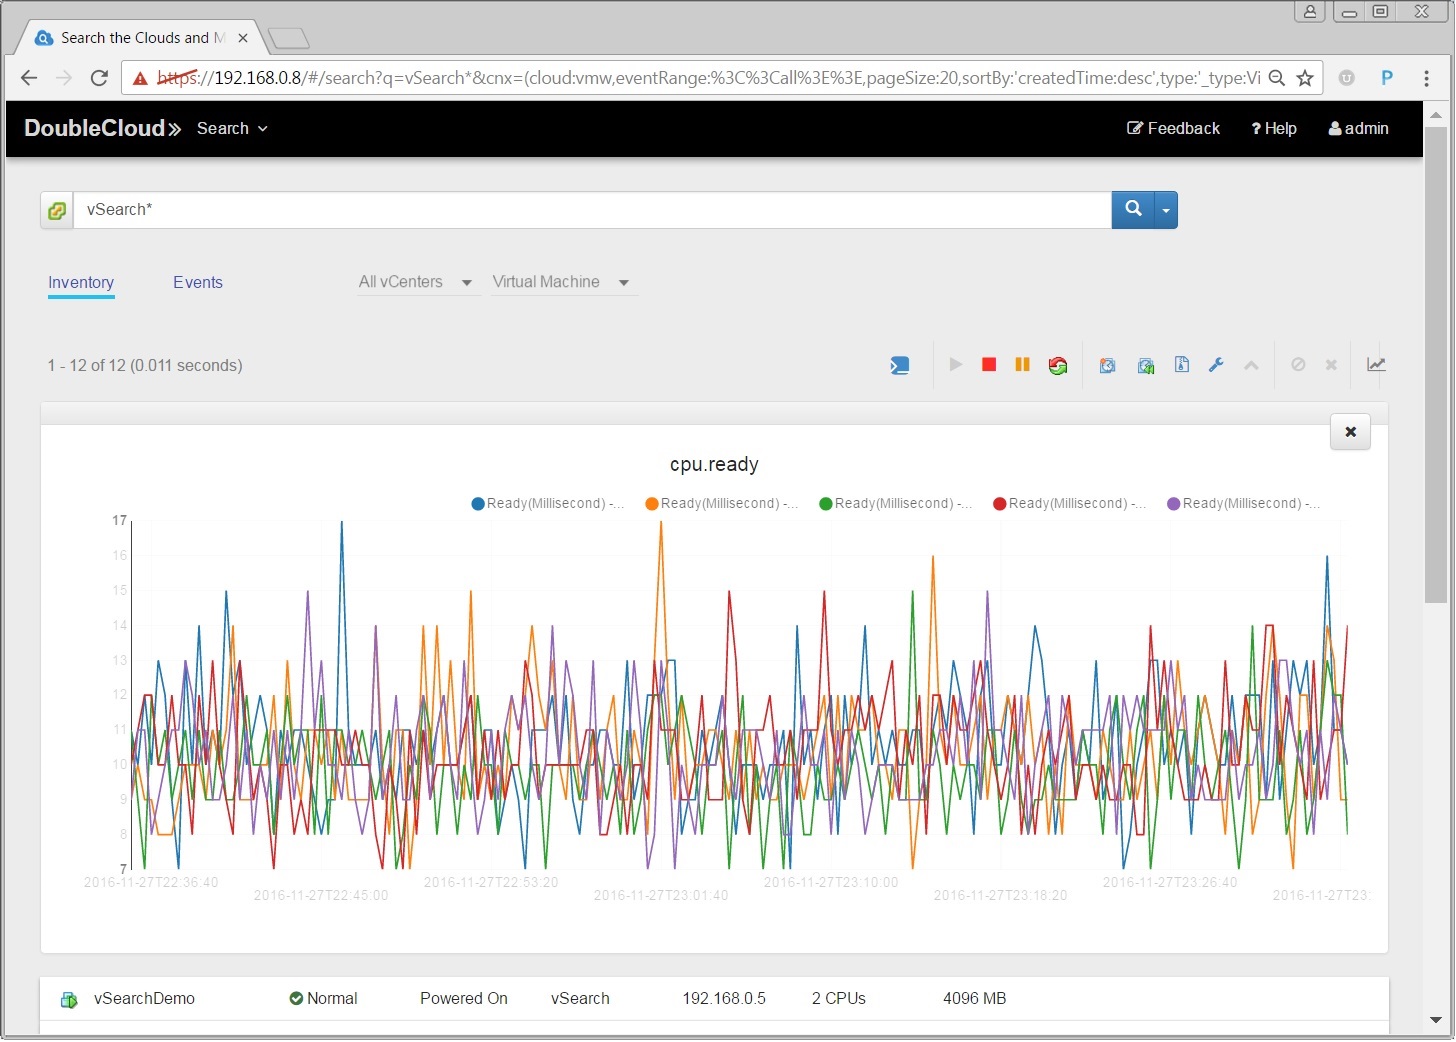 Search the Clouds and M
https://192.168.0.8/#/search?q=vSearch*&cnx=(cloud:vmw,eventRange:%3C%3Call%3E%3E,pageSize:20,sortBy:'createdTime:desc',type:'_type:Vi
DoubleCloud Search Feedback ? Help admin
vSearch*
Inventory Events All vCenters Virtual Machine
1 - 12 of 12 (0.011 seconds)
cpu.ready
Ready(Millisecond) -... Ready(Millisecond) -... Ready(Millisecond) -... Ready(Millisecond) -... Ready(Millisecond) -...
17
16
15
14
13
12
11
10
9
8
7
2016-11-27T22:36:40 2016-11-27T22:53:20 2016-11-27T23:10:00 2016-11-27T23:26:40
2016-11-27T22:45:00 2016-11-27T23:01:40 2016-11-27T23:18:20 2016-11-27T23:
vSearchDemo Normal Powered On vSearch 192.168.0.5 2 CPUs 4096 MB